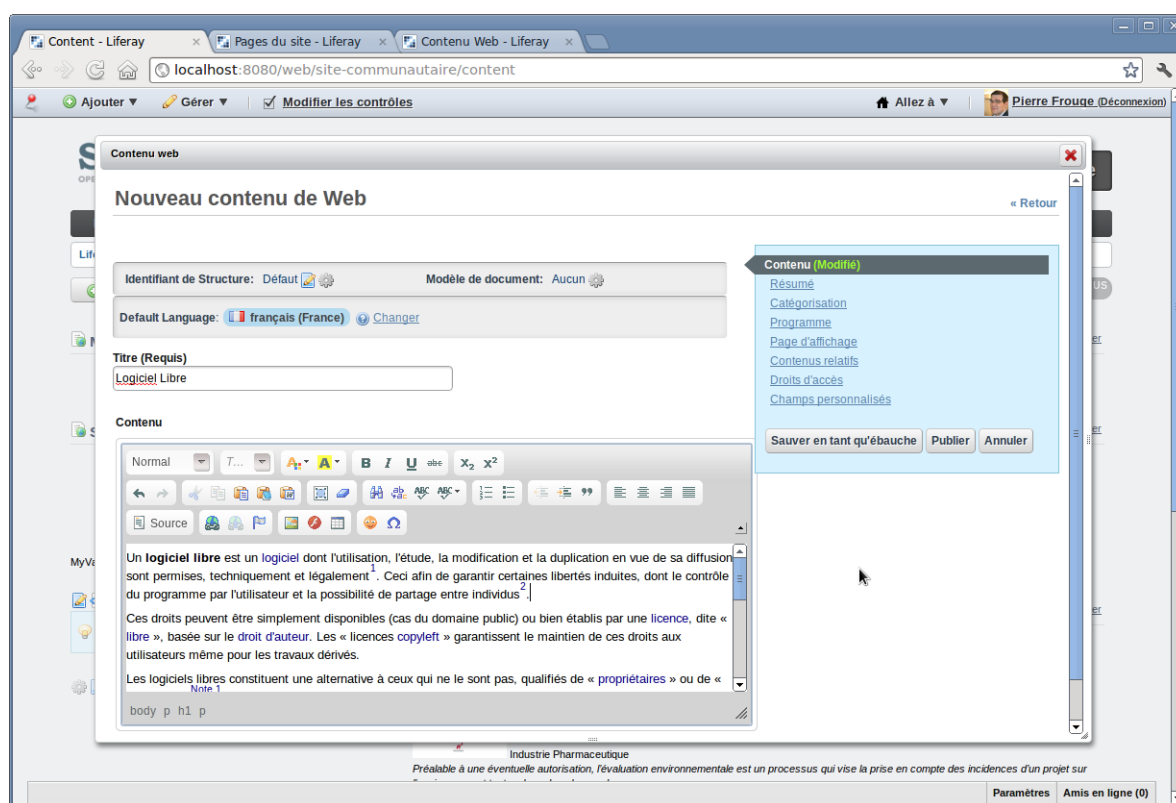 Content - Liferay
Pages du site - Liferay
Contenu Web - Liferay
localhost:8080/web/site-communautaire/content
Ajouter ▼ Gérer ▼ Modifier les contrôles Allez à ▼ Pierre Frouge (Déconnexion)
Contenu web
Nouveau contenu de Web
« Retour
Identifiant de Structure: Défaut Modèle de document: Aucun
Default Language: français (France) Changer
Titre (Requis)
Logiciel Libre
Contenu (Modifié)
Résumé
Catégorisation
Programme
Page d'affichage
Contenus relatifs
Droits d'accès
Champs personnalisés
Sauver en tant qu'ébauche Publier Annuler
Contenu
Normal T... A A B I U abc X₂ X²
ABC ABC
Source Ω
Un logiciel libre est un logiciel dont l'utilisation, l'étude, la modification et la duplication en vue de sa diffusion
sont permises, techniquement et légalement¹. Ceci afin de garantir certaines libertés induites, dont le contrôle
du programme par l'utilisateur et la possibilité de partage entre individus².
Ces droits peuvent être simplement disponibles (cas du domaine public) ou bien établis par une licence, dite «
libre », basée sur le droit d'auteur. Les « licences copyleft » garantissent le maintien de ces droits aux
utilisateurs même pour les travaux dérivés.
Les logiciels libres constituent une alternative à ceux qui ne le sont pas, qualifiés de « propriétaires » ou de «
Note 1
body p h1 p
Industrie Pharmaceutique
Préalable à une éventuelle autorisation, l'évaluation environnementale est un processus qui vise la prise en compte des incidences d'un projet sur
Paramètres Amis en ligne (0)